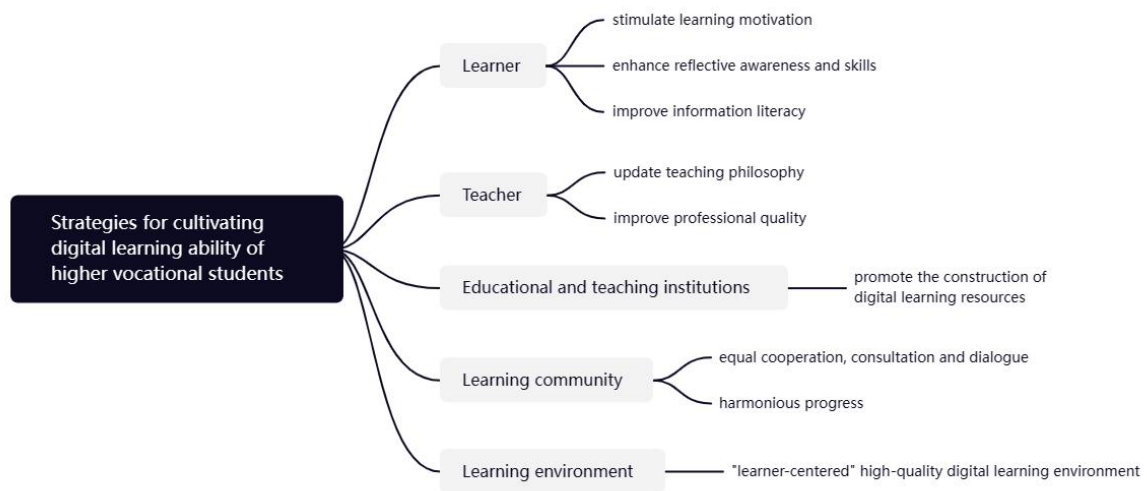 Strategies for cultivating
digital learning ability of
higher vocational students
Learner
stimulate learning motivation
enhance reflective awareness and skills
improve information literacy
Teacher
update teaching philosophy
improve professional quality
Educational and teaching institutions
promote the construction of
digital learning resources
Learning community
equal cooperation, consultation and dialogue
harmonious progress
Learning environment
"learner-centered" high-quality digital learning environment